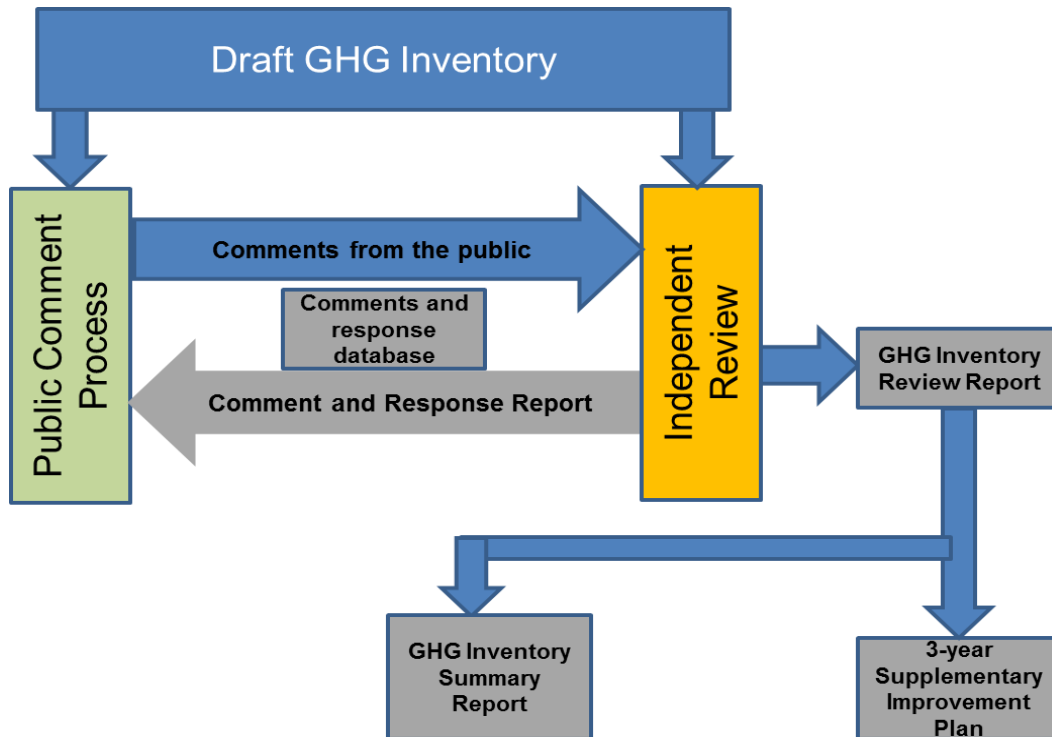 Draft GHG Inventory
Public Comment
Process
Comments from the public
Comments and
response
database
Comment and Response Report
Independent
Review
GHG Inventory
Review Report
GHG Inventory
Summary
Report
3-year
Supplementary
Improvement
Plan